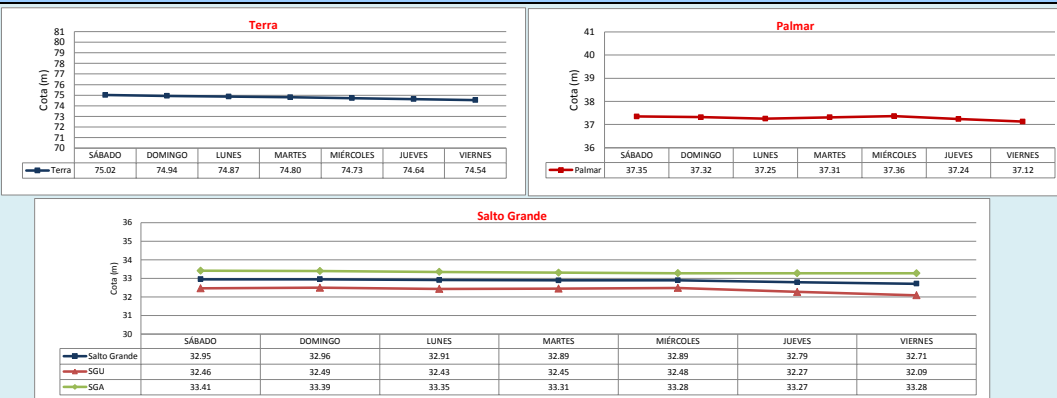 Terra
Cota (m)
81
80
79
78
77
76
75
74
73
72
71
70
SÁBADO DOMINGO LUNES MARTES MIÉRCOLES JUEVES VIERNES
Terra 75.02 74.94 74.87 74.80 74.73 74.64 74.54
Palmar
Cota (m)
41
40
39
38
37
36
SÁBADO DOMINGO LUNES MARTES MIÉRCOLES JUEVES VIERNES
Palmar 37.35 37.32 37.25 37.31 37.36 37.24 37.12
Salto Grande
Cota (m)
36
35
34
33
32
31
30
SÁBADO DOMINGO LUNES MARTES MIÉRCOLES JUEVES VIERNES
Salto Grande 32.95 32.96 32.91 32.89 32.89 32.79 32.71
SGU 32.46 32.49 32.43 32.45 32.48 32.27 32.09
SGA 33.41 33.39 33.35 33.31 33.28 33.27 33.28